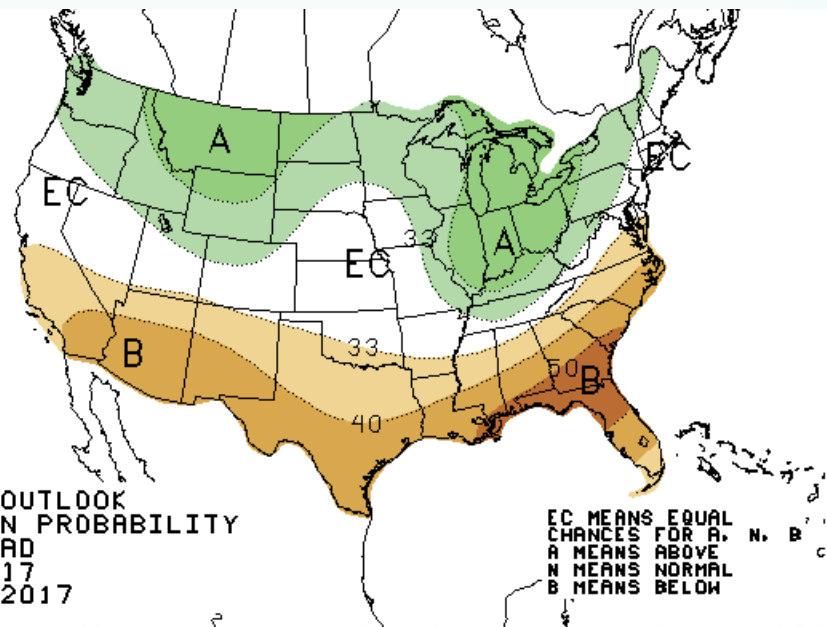 A
EC
EC
33
A
EC
B
33
50
B
40
OUTLOOK
N PROBABILITY
AD
17
2017
EC MEANS EQUAL
CHANCES FOR A, N, B
A MEANS ABOVE
N MEANS NORMAL
B MEANS BELOW
C